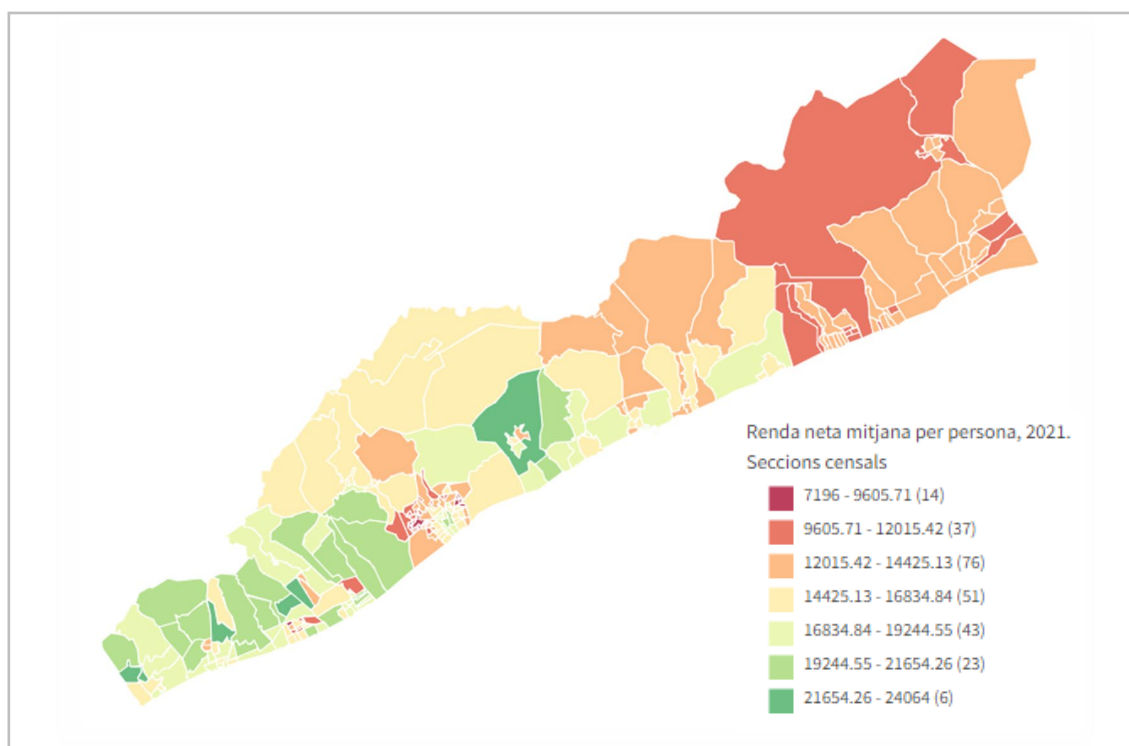 Renda neta mitjana per persona, 2021.
Seccions censals
7196 - 9605.71 (14)
9605.71 - 12015.42 (37)
12015.42 - 14425.13 (76)
14425.13 - 16834.84 (51)
16834.84 - 19244.55 (43)
19244.55 - 21654.26 (23)
21654.26 - 24064 (6)